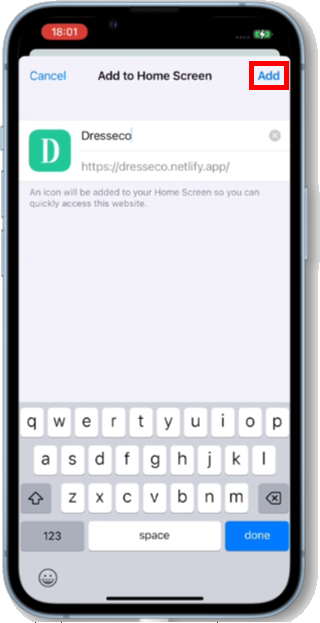 18:01
Cancel Add to Home Screen Add
D Dresseco
https://dresseco.netlify.app/
An icon will be added to your Home Screen so you can
quickly access this website.
q w e r t y u i o p
a s d f g h j k l
z x c v b n m
123 space done